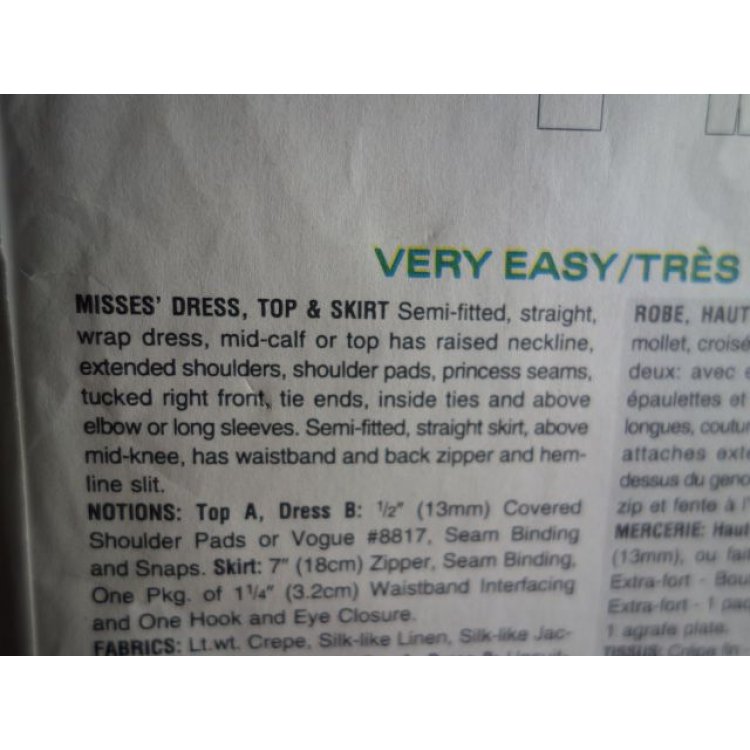 VERY EASY/TRÈS
MISSES' DRESS, TOP & SKIRT Semi-fitted, straight,
wrap dress, mid-calf or top has raised neckline,
extended shoulders, shoulder pads, princess seams,
tucked right front, tie ends, inside ties and above
elbow or long sleeves. Semi-fitted, straight skirt, above
mid-knee, has waistband and back zipper and hem-
line slit.
NOTIONS: Top A, Dress B: 1/2" (13mm) Covered
Shoulder Pads or Vogue #8817, Seam Binding
and Snaps. Skirt: 7" (18cm) Zipper, Seam Binding,
One Pkg. of 1 1/4" (3.2cm) Waistband Interfacing
and One Hook and Eye Closure.
FABRICS: Lt.wt. Crepe, Silk-like Linen, Silk-like Jac-
ROBE, HAUT
mollet, croisé
deux: avec
épaulettes et
longues, coutur
attaches exte
dessus du geno
zip et fente à l'
MERCERIE: Haut
(13mm), ou
Extra-fort - Bou
Extra-fort - 1 paq
1 agrafe plate.
TISSUS: Crêpe fin